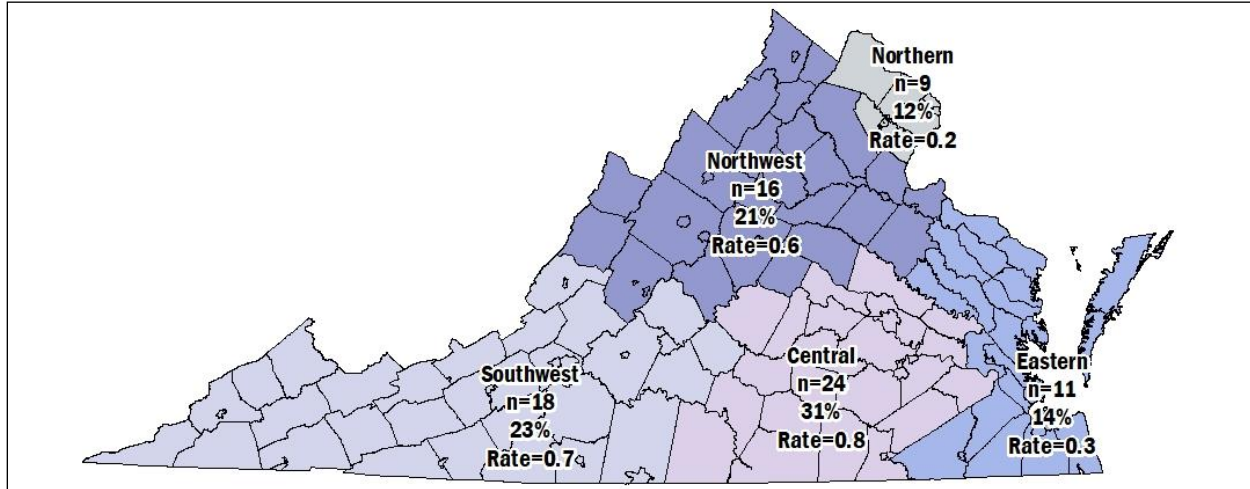 Northern
n=9
12%
Rate=0.2
Northwest
n=16
21%
Rate=0.6
Southwest
n=18
23%
Rate=0.7
Central
n=24
31%
Rate=0.8
Eastern
n=11
14%
Rate=0.3